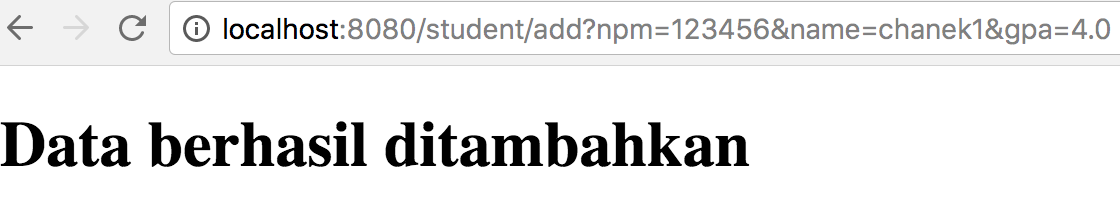 localhost:8080/student/add?npm=123456&name=chanek1&gpa=4.0
Data berhasil ditambahkan